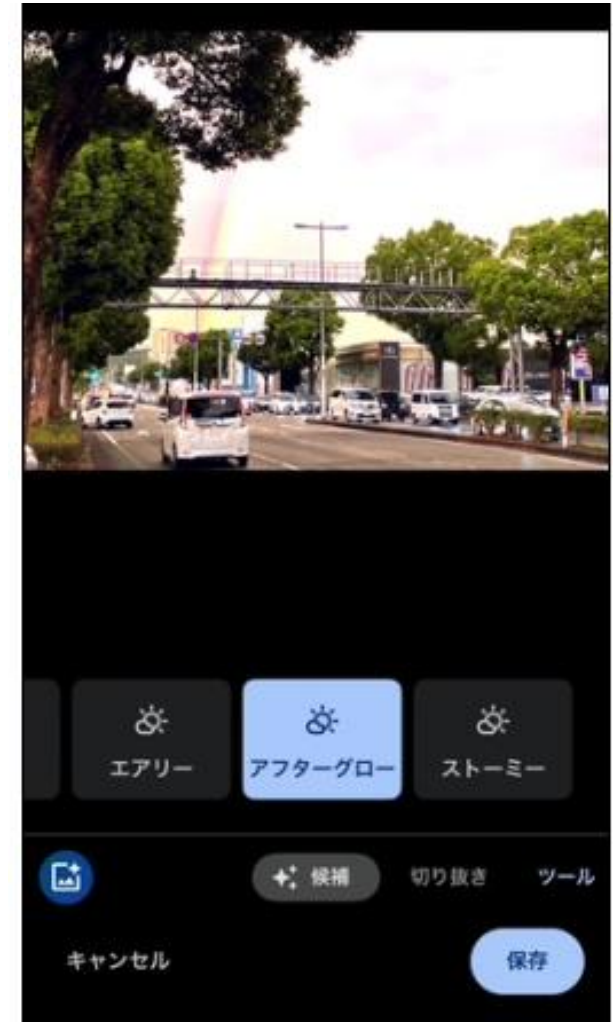 エアリー
アフターグロー
ストーミー
候補
切り抜き
ツール
キャンセル
保存